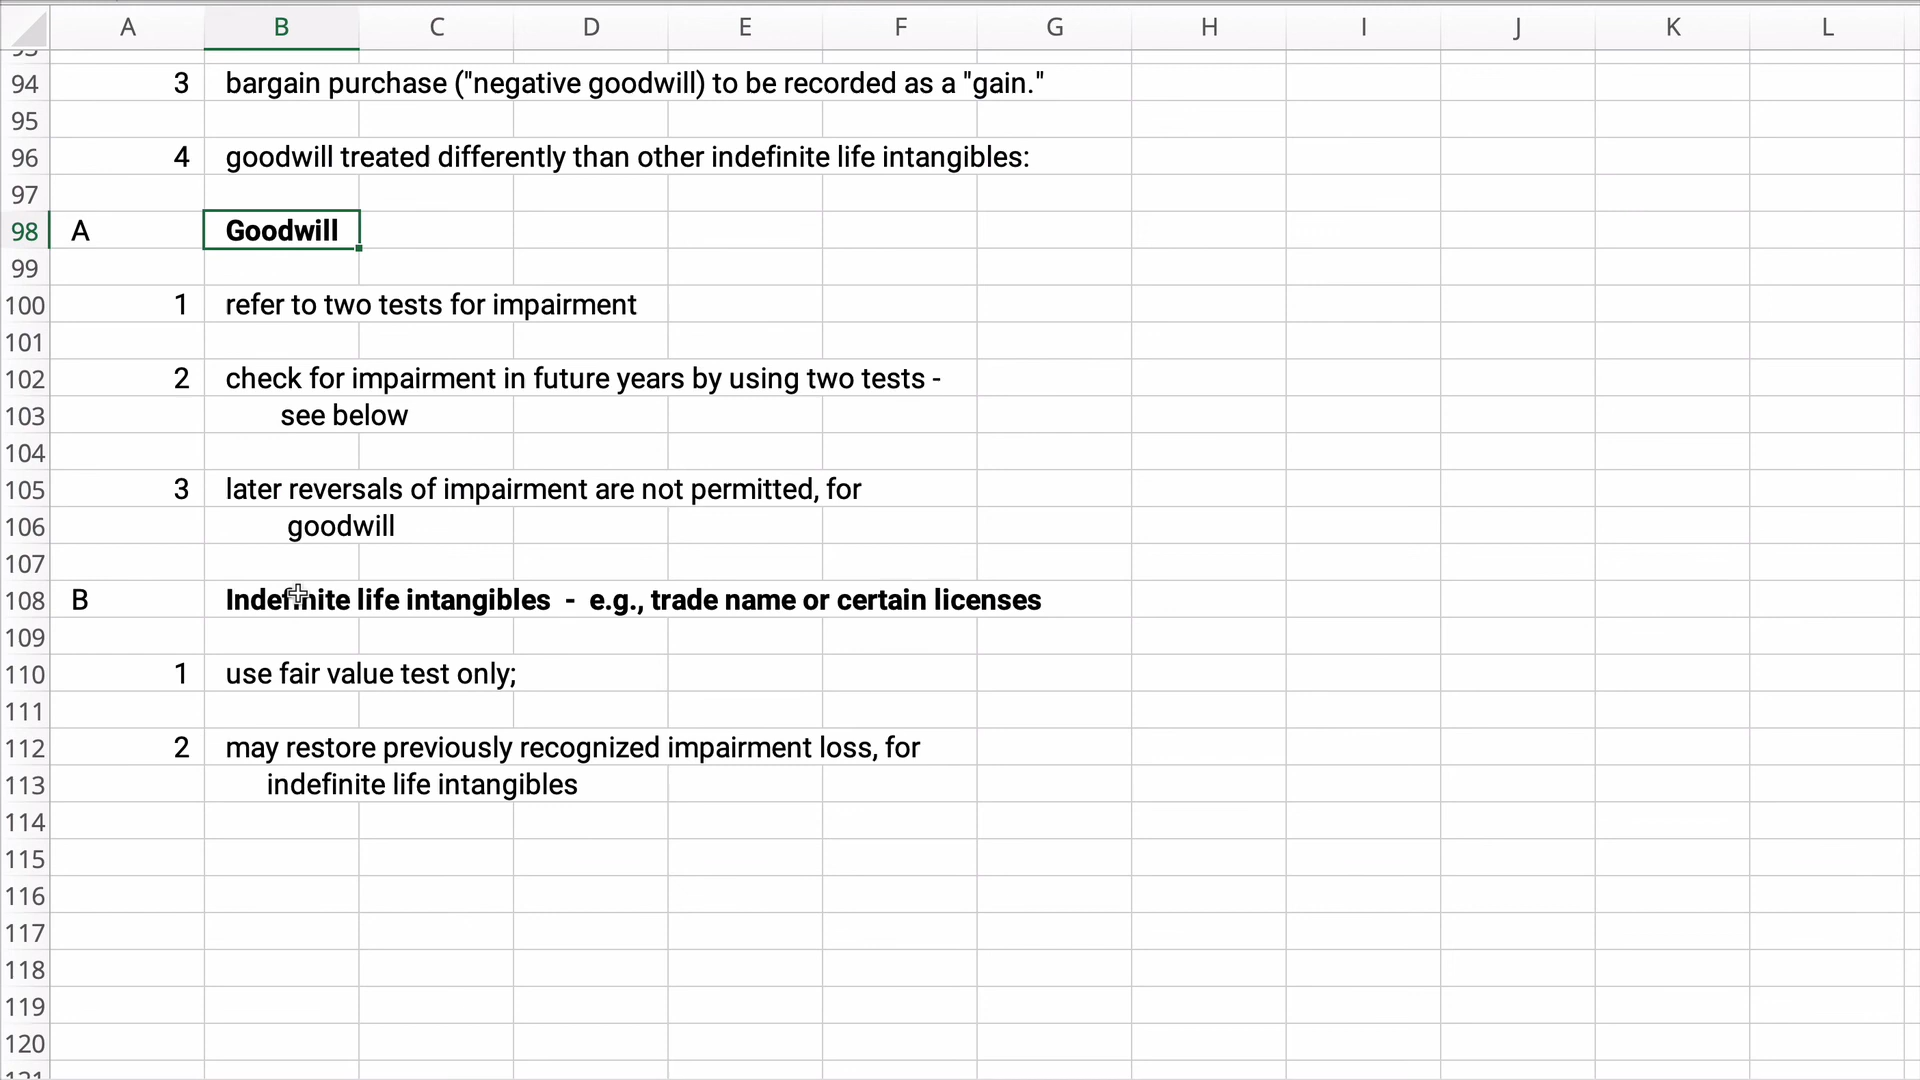 A B C D E F G H I J K L
94 3 bargain purchase ("negative goodwill) to be recorded as a "gain."
95
96 4 goodwill treated differently than other indefinite life intangibles:
97
98 A Goodwill
99
100 1 refer to two tests for impairment
101
102 2 check for impairment in future years by using two tests -
103 see below
104
105 3 later reversals of impairment are not permitted, for
106 goodwill
107
108 B Indefinite life intangibles - e.g., trade name or certain licenses
109
110 1 use fair value test only;
111
112 2 may restore previously recognized impairment loss, for
113 indefinite life intangibles
114
115
116
117
118
119
120